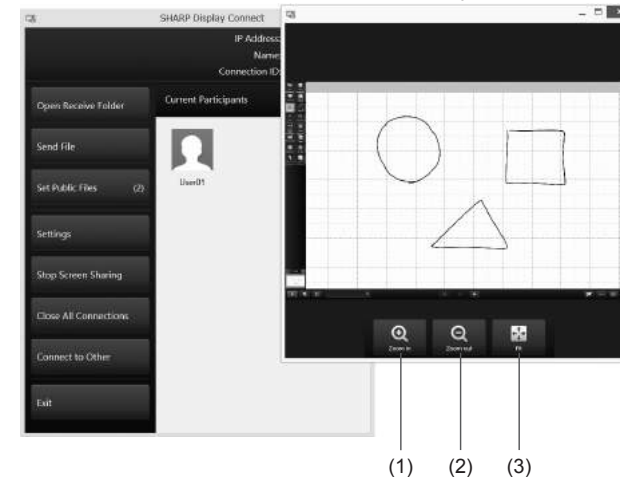 SHARP Display Connect
IP Address:
Name:
Connection ID:
Open Receive Folder
Current Participants
Send File
User01
Set Public Files (2)
Settings
Stop Screen Sharing
Close All Connections
Connect to Other
Exit
Zoom in
Zoom out
Fit
(1) (2) (3)